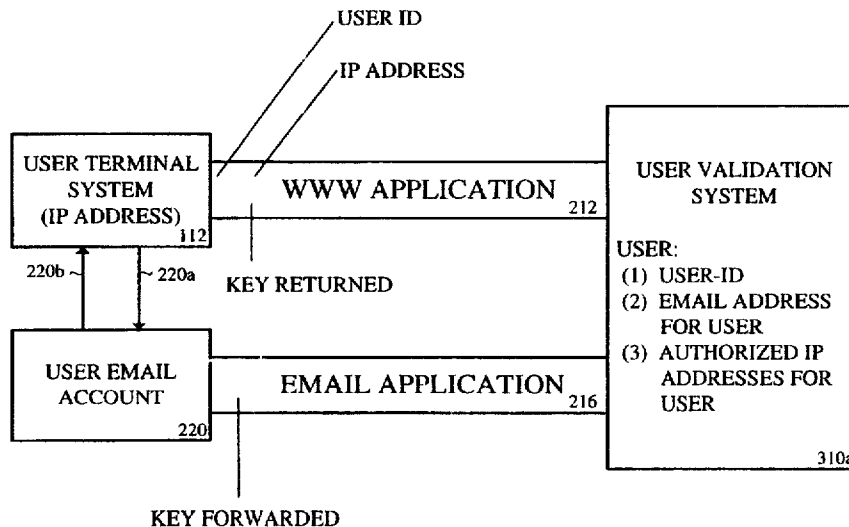 USER ID
IP ADDRESS
USER TERMINAL
SYSTEM
(IP ADDRESS)
112
WWW APPLICATION
212
KEY RETURNED
220b
220a
USER EMAIL
ACCOUNT
220
EMAIL APPLICATION
216
KEY FORWARDED
USER VALIDATION
SYSTEM
USER:
(1) USER-ID
(2) EMAIL ADDRESS
FOR USER
(3) AUTHORIZED IP
ADDRESSES FOR
USER
310a